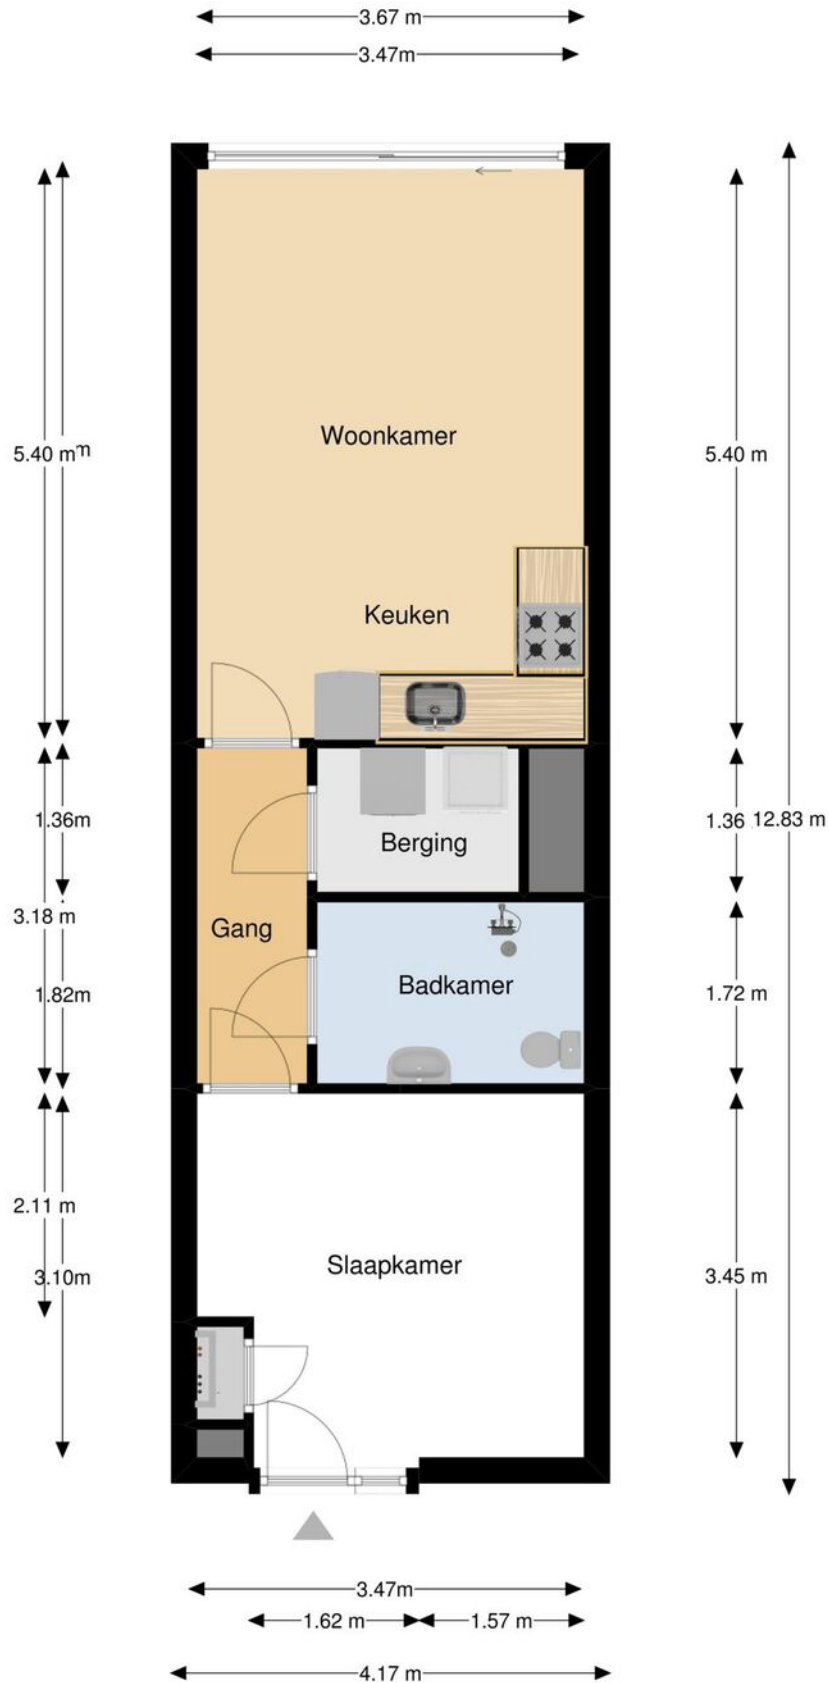 3.67 m
3.47m
Woonkamer
5.40 m
5.40 m
Keuken
1.36m
1.36
12.83 m
Berging
3.18 m
Gang
1.82m
Badkamer
1.72 m
2.11 m
Slaapkamer
3.10m
3.45 m
3.47m
1.62 m
1.57 m
4.17 m